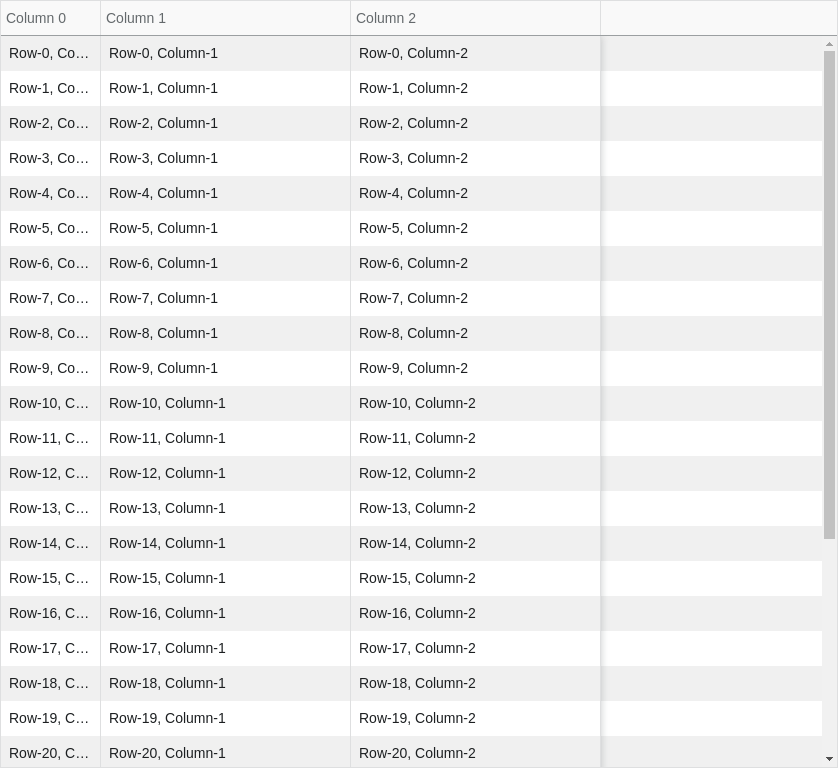 Column 0 Column 1 Column 2
Row-0, Co… Row-0, Column-1 Row-0, Column-2
Row-1, Co… Row-1, Column-1 Row-1, Column-2
Row-2, Co… Row-2, Column-1 Row-2, Column-2
Row-3, Co… Row-3, Column-1 Row-3, Column-2
Row-4, Co… Row-4, Column-1 Row-4, Column-2
Row-5, Co… Row-5, Column-1 Row-5, Column-2
Row-6, Co… Row-6, Column-1 Row-6, Column-2
Row-7, Co… Row-7, Column-1 Row-7, Column-2
Row-8, Co… Row-8, Column-1 Row-8, Column-2
Row-9, Co… Row-9, Column-1 Row-9, Column-2
Row-10, C… Row-10, Column-1 Row-10, Column-2
Row-11, C… Row-11, Column-1 Row-11, Column-2
Row-12, C… Row-12, Column-1 Row-12, Column-2
Row-13, C… Row-13, Column-1 Row-13, Column-2
Row-14, C… Row-14, Column-1 Row-14, Column-2
Row-15, C… Row-15, Column-1 Row-15, Column-2
Row-16, C… Row-16, Column-1 Row-16, Column-2
Row-17, C… Row-17, Column-1 Row-17, Column-2
Row-18, C… Row-18, Column-1 Row-18, Column-2
Row-19, C… Row-19, Column-1 Row-19, Column-2
Row-20, C… Row-20, Column-1 Row-20, Column-2